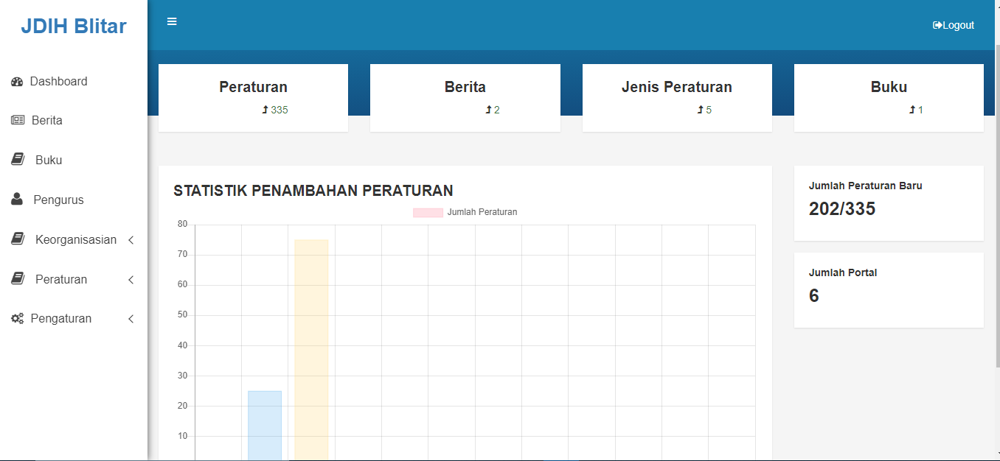 JDIH Blitar
Logout
Dashboard
Berita
Buku
Pengurus
Keorganisasian
Peraturan
Pengaturan
Peraturan
335
Berita
2
Jenis Peraturan
5
Buku
1
STATISTIK PENAMBAHAN PERATURAN
Jumlah Peraturan
80
70
60
50
40
30
20
10
Jumlah Peraturan Baru
202/335
Jumlah Portal
6